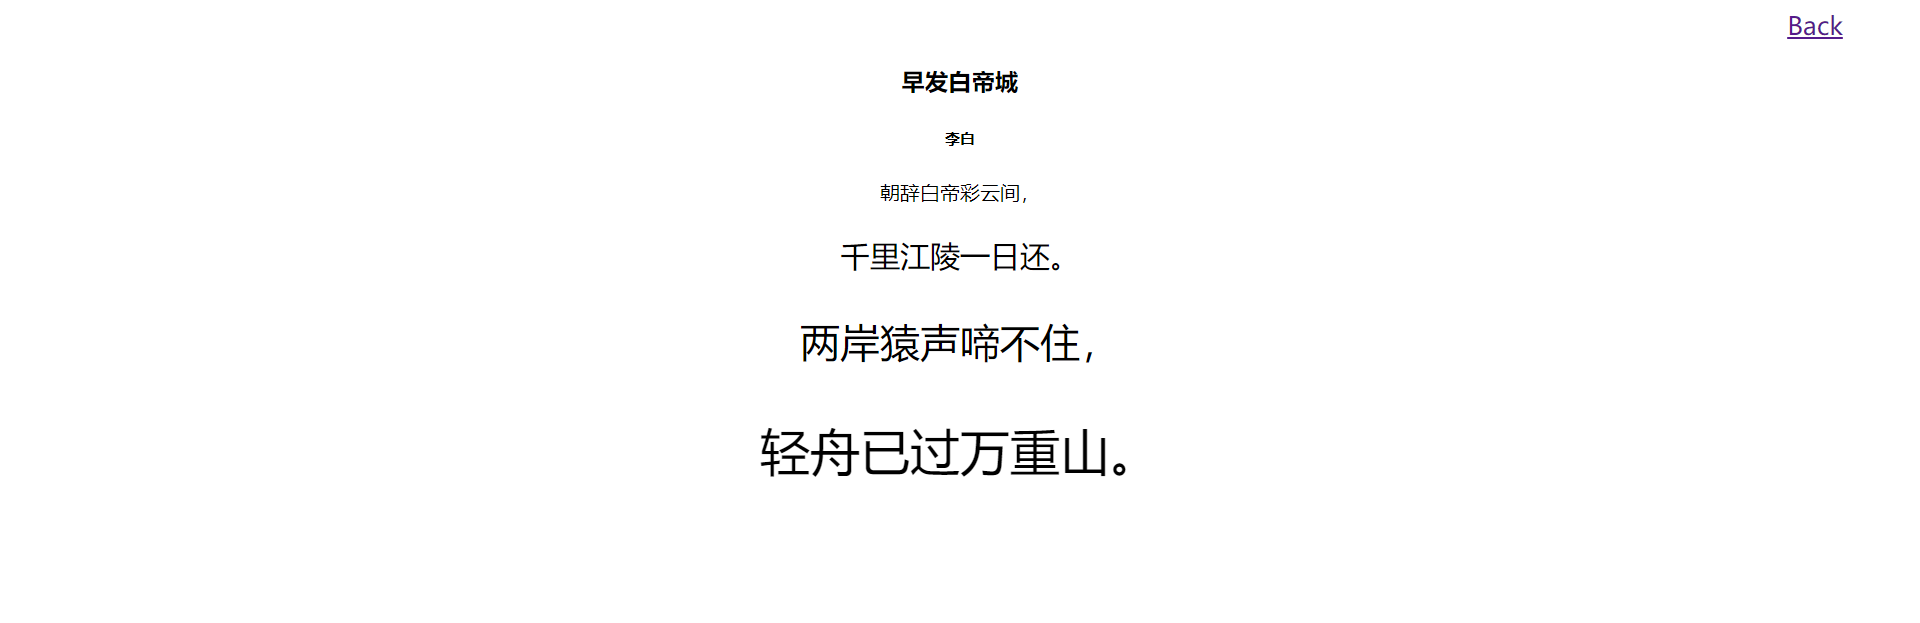 Back
早发白帝城
李白
朝辞白帝彩云间，
千里江陵一日还。
两岸猿声啼不住，
轻舟已过万重山。